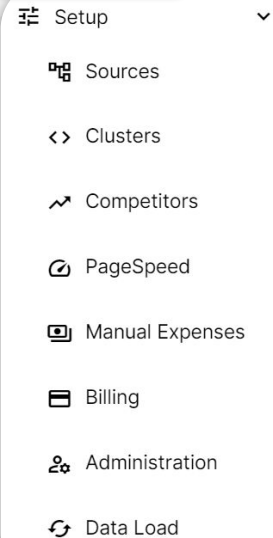 Setup
Sources
Clusters
Competitors
PageSpeed
Manual Expenses
Billing
Administration
Data Load